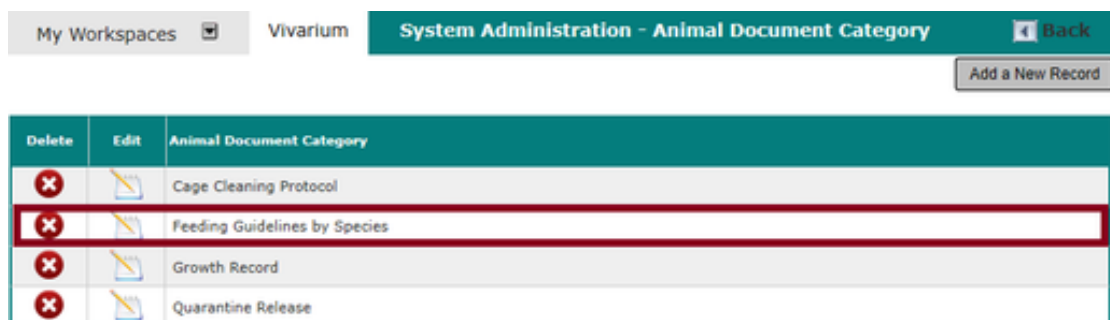 My Workspaces Vivarium System Administration - Animal Document Category Back
Add a New Record
Delete Edit Animal Document Category
Cage Cleaning Protocol
Feeding Guidelines by Species
Growth Record
Quarantine Release